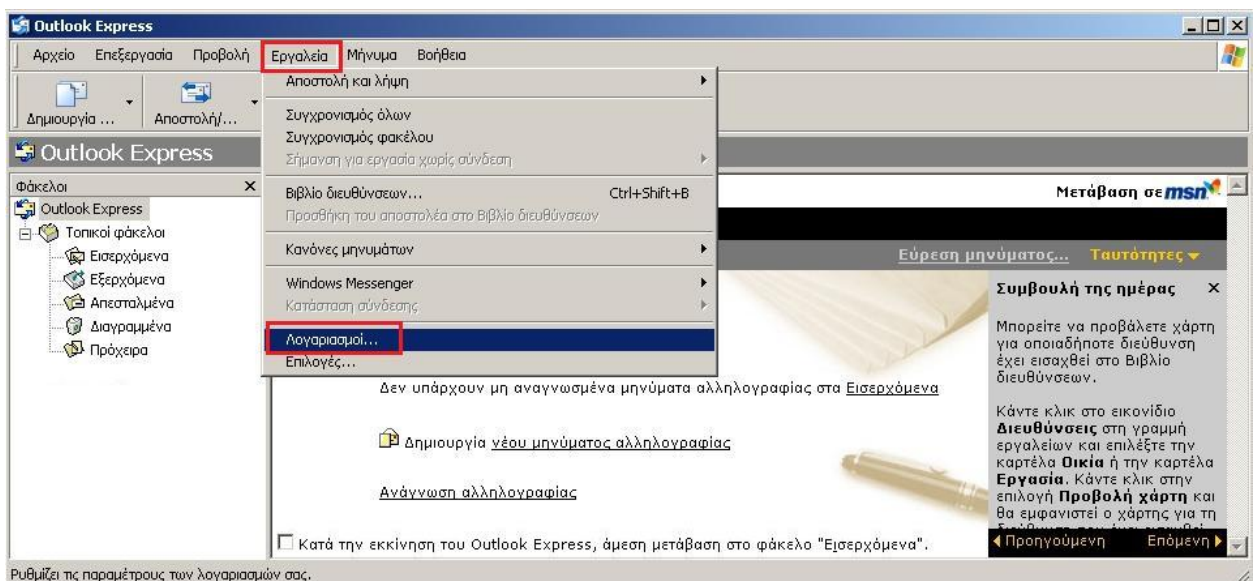 Outlook Express
Αρχείο Επεξεργασία Προβολή Εργαλεία Μήνυμα Βοήθεια
Δημιουργία ... Αποστολή/...
Αποστολή και λήψη
Συγχρονισμός όλων
Συγχρονισμός φακέλου
Σήμανση για εργασία χωρίς σύνδεση
Βιβλίο διευθύνσεων... Ctrl+Shift+B
Προσθήκη του αποστολέα στο Βιβλίο διευθύνσεων
Κανόνες μηνυμάτων
Windows Messenger
Κατάσταση σύνδεσης
Λογαριασμοί...
Επιλογές...
Outlook Express
Φάκελοι
Outlook Express
Τοπικοί φάκελοι
Εισερχόμενα
Εξερχόμενα
Απεσταλμένα
Διαγραμμένα
Πρόχειρα
Μετάβαση σε msn
Εύρεση μηνύματος... Ταυτότητες
Δεν υπάρχουν μη αναγνωσμένα μηνύματα αλληλογραφίας στα Εισερχόμενα
Δημιουργία νέου μηνύματος αλληλογραφίας
Ανάγνωση αλληλογραφίας
Κατά την εκκίνηση του Outlook Express, άμεση μετάβαση στο φάκελο "Εισερχόμενα".
Συμβουλή της ημέρας
Μπορείτε να προβάλετε χάρτη
για οποιαδήποτε διεύθυνση
έχει εισαχθεί στο Βιβλίο
διευθύνσεων.
Κάντε κλικ στο εικονίδιο
Διευθύνσεις στη γραμμή
εργαλείων και επιλέξτε την
καρτέλα Οικία ή την καρτέλα
Εργασία. Κάντε κλικ στην
επιλογή Προβολή χάρτη και
θα εμφανιστεί ο χάρτης για τη
Προηγούμενη Επόμενη
Ρυθμίζει τις παραμέτρους των λογαριασμών σας.